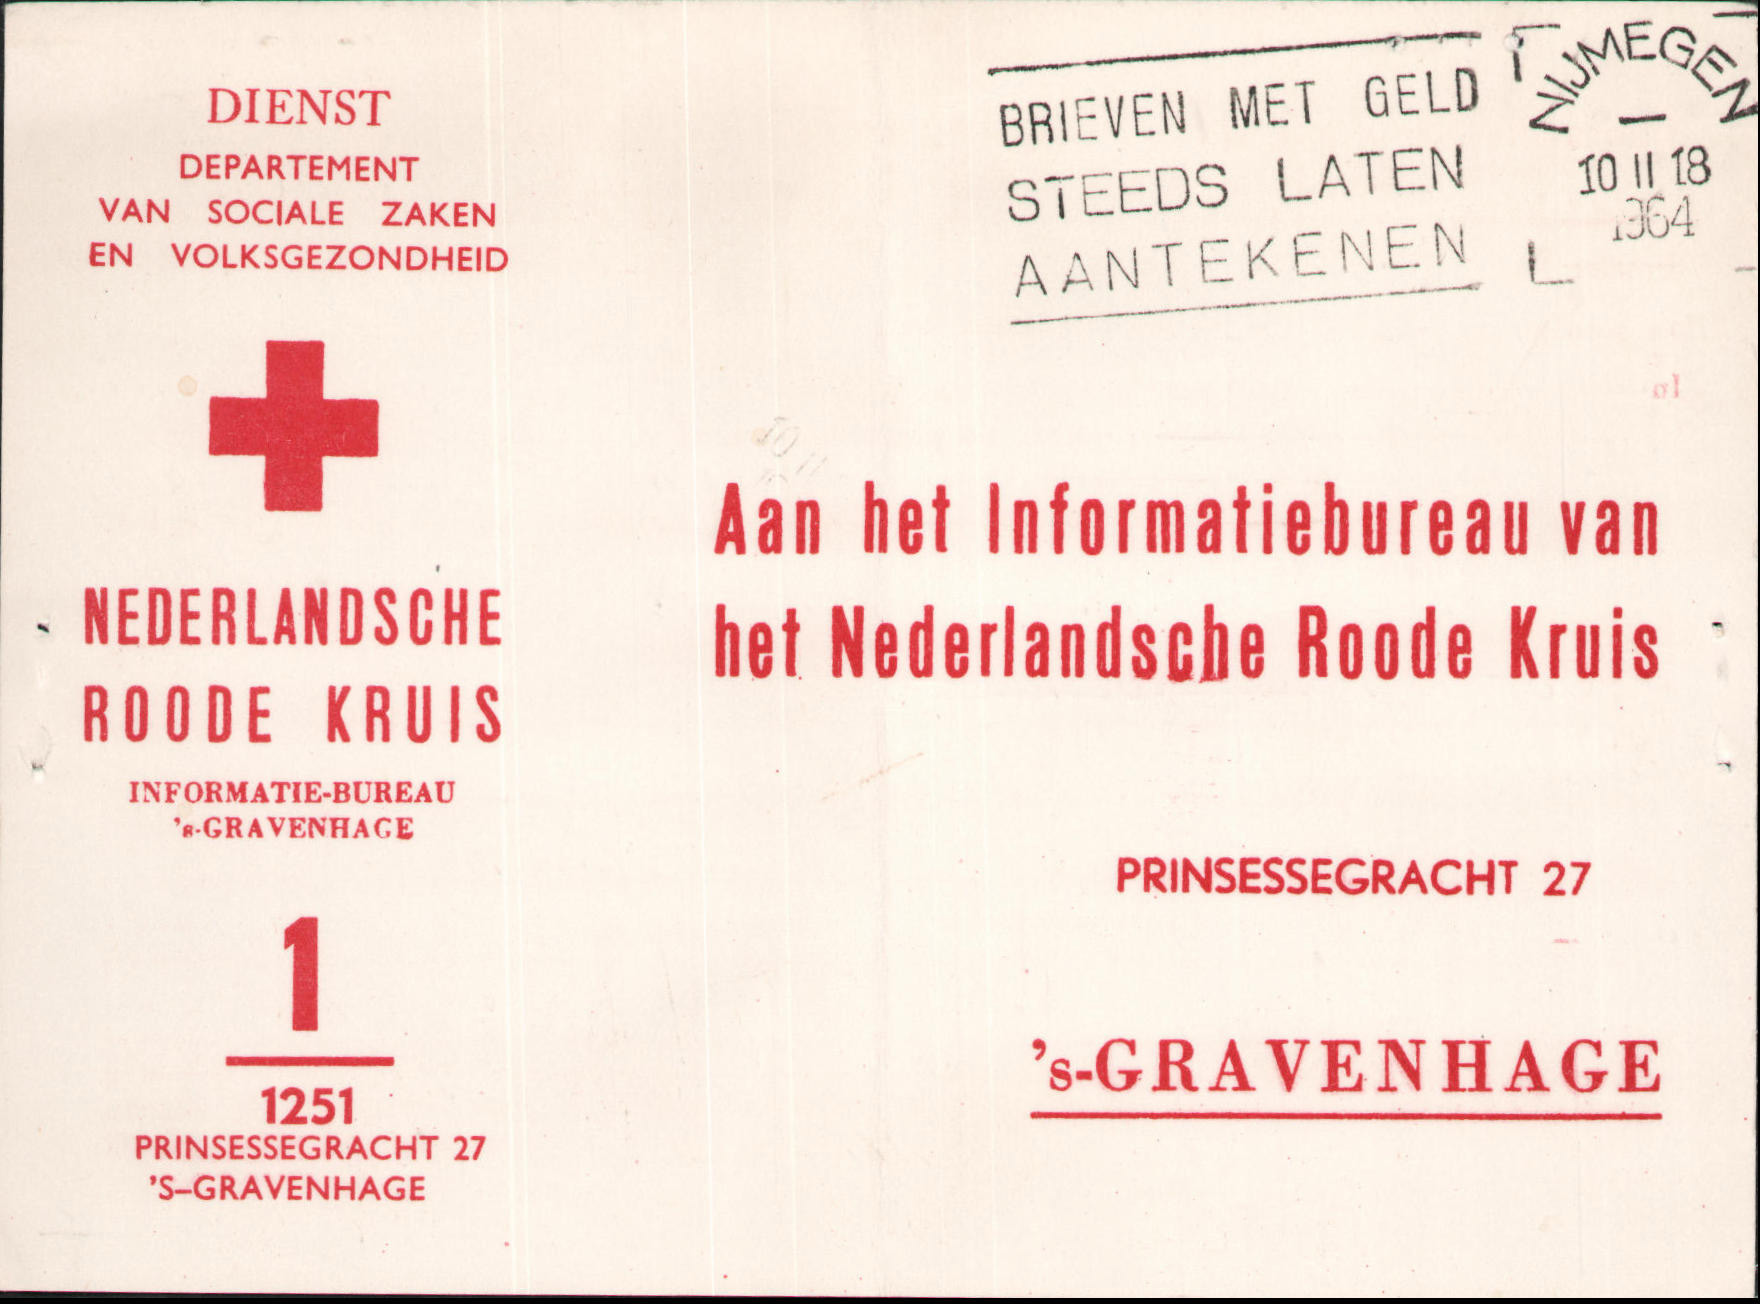 DIENST
DEPARTEMENT
VAN SOCIALE ZAKEN
EN VOLKSGEZONDHEID
NEDERLANDSCHE
ROODE KRUIS
INFORMATIE-BUREAU
's-GRAVENHAGE
1
1251
PRINSESSEGRACHT 27
'S–GRAVENHAGE
BRIEVEN MET GELD
STEEDS LATEN
AANTEKENEN
NIJMEGEN
10 II 18
1964
Aan het Informatiebureau van
het Nederlandsche Roode Kruis
PRINSESSEGRACHT 27
's-GRAVENHAGE